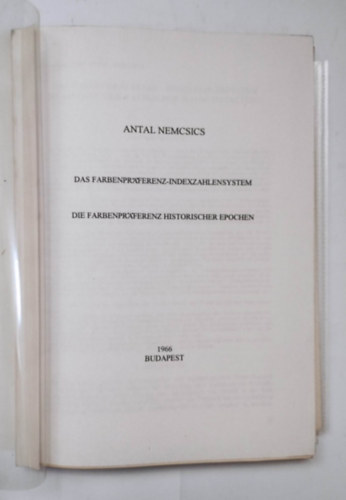 ANTAL NEMCSICS
DAS FARBENPRÄFERENZ-INDEXZAHLENSYSTEM
DIE FARBENPRÄFERENZ HISTORISCHER EPOCHEN
1966
BUDAPEST